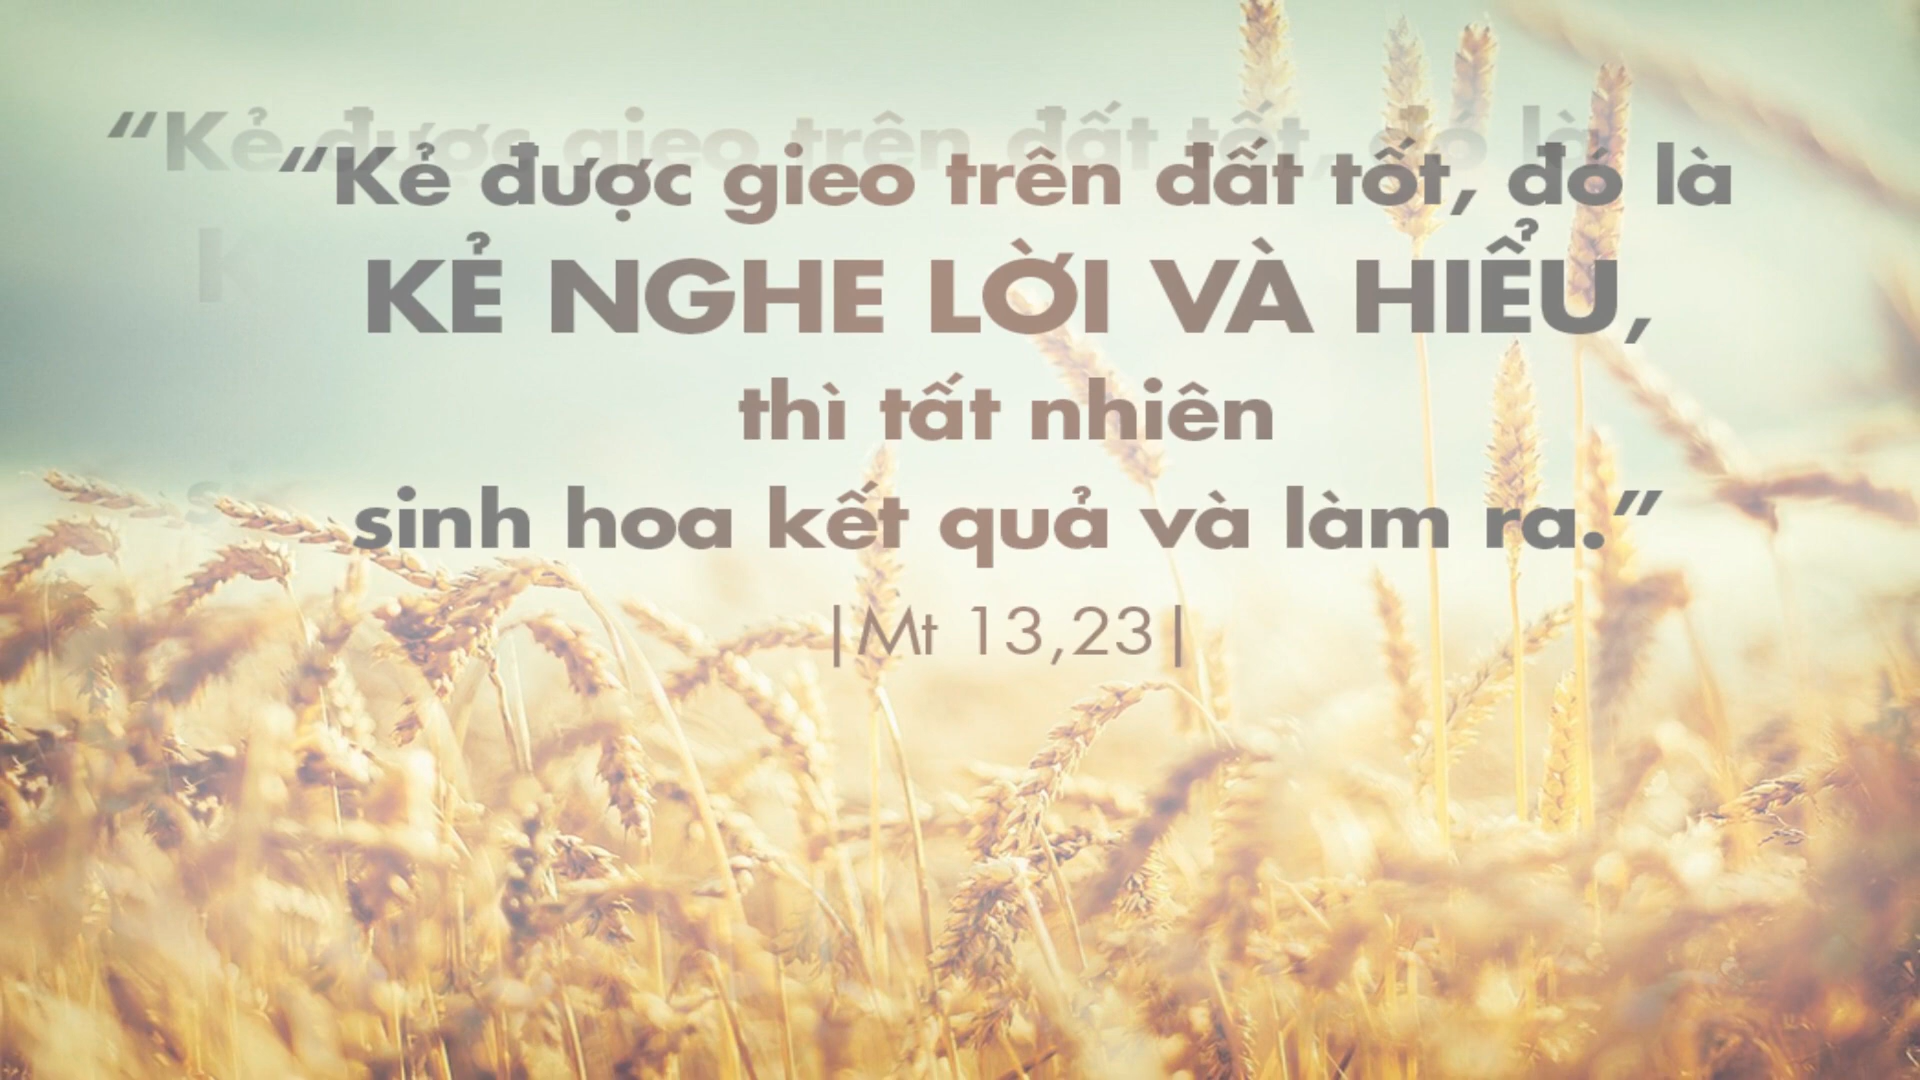 “Kẻ được gieo trên đất tốt, đó là
KẺ NGHE LỜI VÀ HIỂU,
thì tất nhiên
sinh hoa kết quả và làm ra.”
|Mt 13,23|